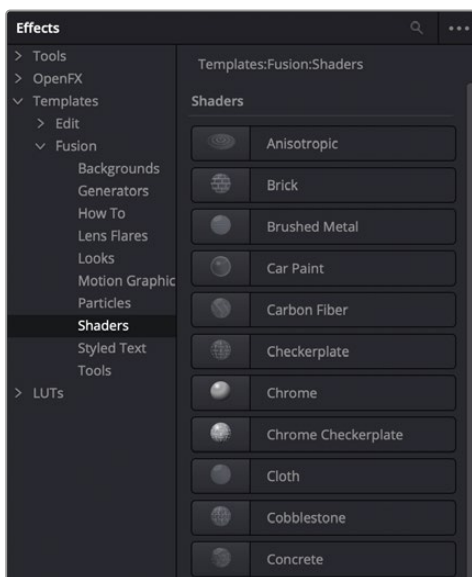 Effects
Tools
OpenFX
Templates
Edit
Fusion
Backgrounds
Generators
How To
Lens Flares
Looks
Motion Graphic
Particles
Shaders
Styled Text
Tools
LUTs
Templates:Fusion:Shaders
Shaders
Anisotropic
Brick
Brushed Metal
Car Paint
Carbon Fiber
Checkerplate
Chrome
Chrome Checkerplate
Cloth
Cobblestone
Concrete